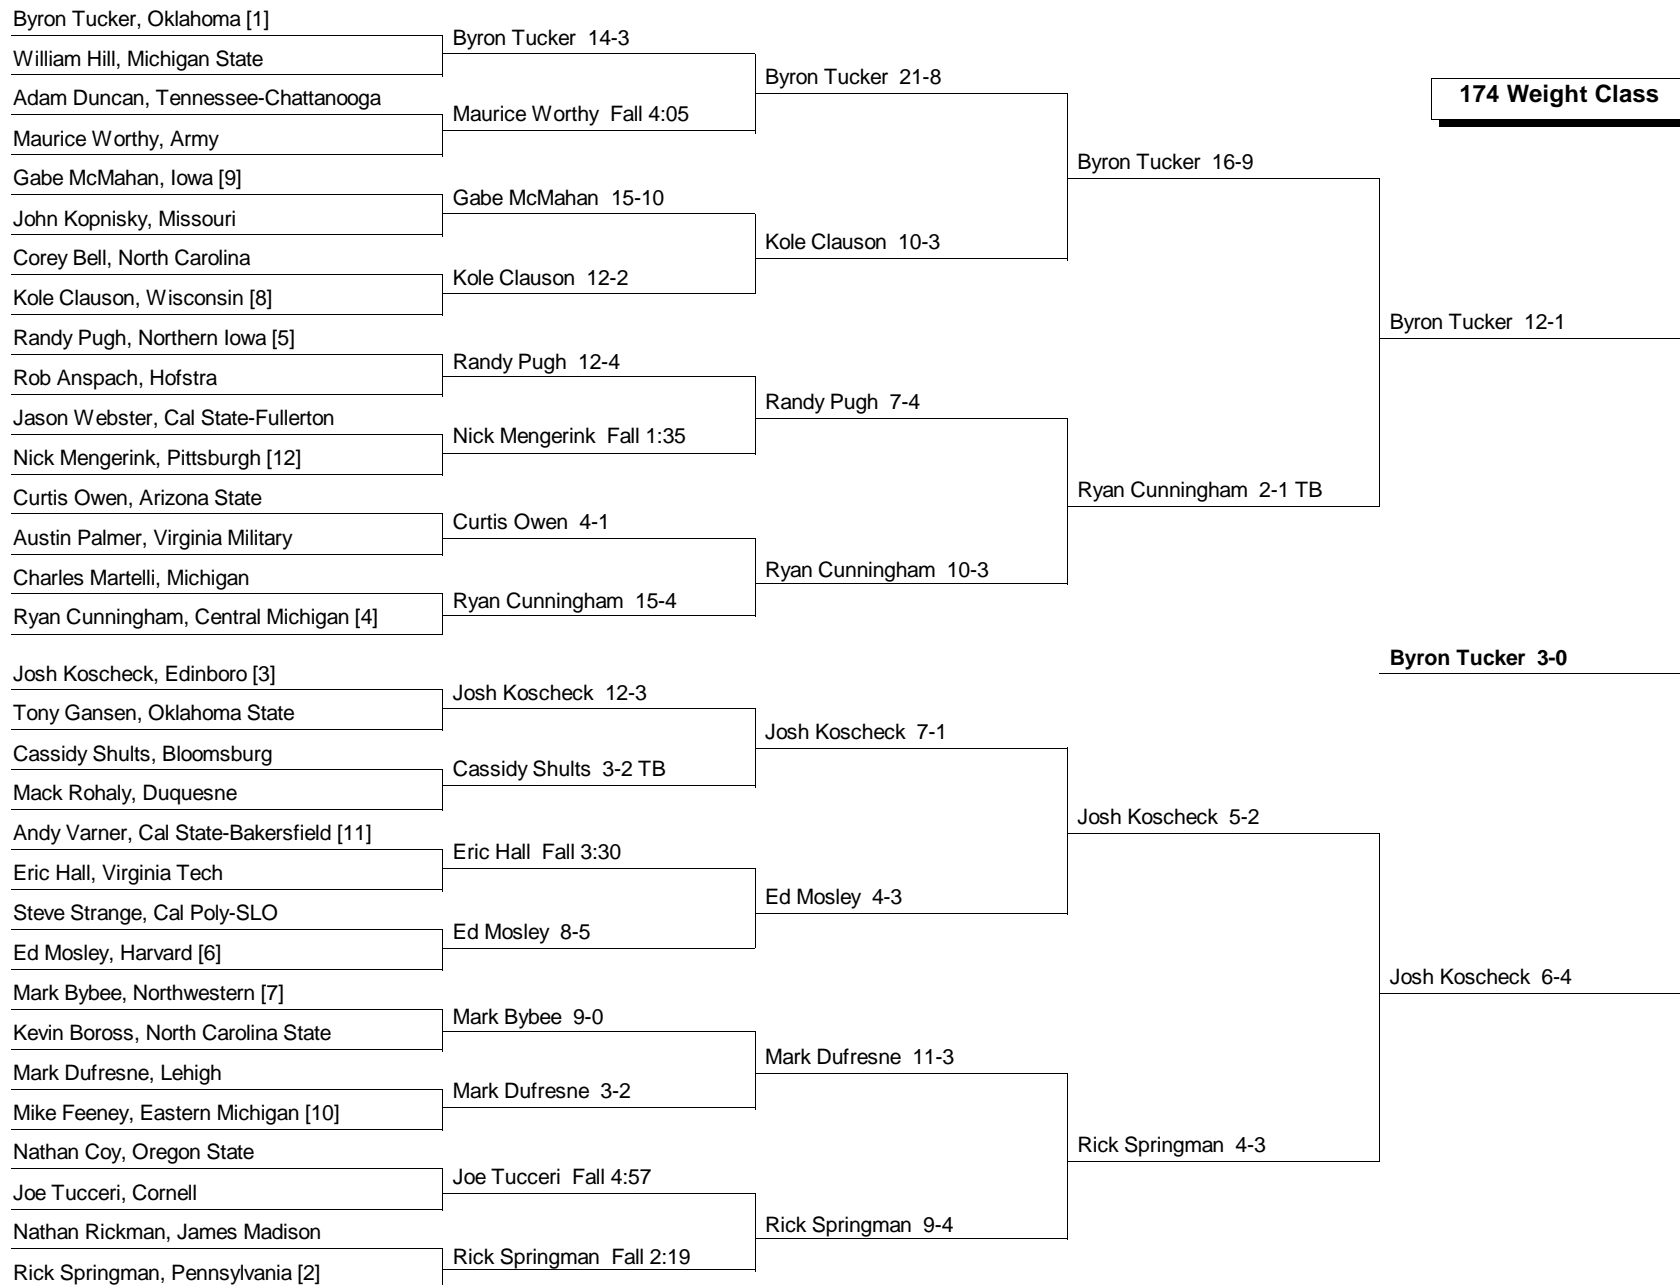 Byron Tucker, Oklahoma [1]
William Hill, Michigan State
Adam Duncan, Tennessee-Chattanooga
Maurice Worthy, Army
Gabe McMahan, Iowa [9]
John Kopnisky, Missouri
Corey Bell, North Carolina
Kole Clauson, Wisconsin [8]
Randy Pugh, Northern Iowa [5]
Rob Anspach, Hofstra
Jason Webster, Cal State-Fullerton
Nick Mengerink, Pittsburgh [12]
Curtis Owen, Arizona State
Austin Palmer, Virginia Military
Charles Martelli, Michigan
Ryan Cunningham, Central Michigan [4]
Josh Koscheck, Edinboro [3]
Tony Gansen, Oklahoma State
Cassidy Shults, Bloomsburg
Mack Rohaly, Duquesne
Andy Varner, Cal State-Bakersfield [11]
Eric Hall, Virginia Tech
Steve Strange, Cal Poly-SLO
Ed Mosley, Harvard [6]
Mark Bybee, Northwestern [7]
Kevin Boross, North Carolina State
Mark Dufresne, Lehigh
Mike Feeney, Eastern Michigan [10]
Nathan Coy, Oregon State
Joe Tucceri, Cornell
Nathan Rickman, James Madison
Rick Springman, Pennsylvania [2]
Byron Tucker 14-3
Maurice Worthy Fall 4:05
Gabe McMahan 15-10
Kole Clauson 12-2
Randy Pugh 12-4
Nick Mengerink Fall 1:35
Curtis Owen 4-1
Ryan Cunningham 15-4
Josh Koscheck 12-3
Cassidy Shults 3-2 TB
Eric Hall Fall 3:30
Ed Mosley 8-5
Mark Bybee 9-0
Mark Dufresne 3-2
Joe Tucceri Fall 4:57
Rick Springman Fall 2:19
Byron Tucker 21-8
Kole Clauson 10-3
Randy Pugh 7-4
Ryan Cunningham 10-3
Josh Koscheck 7-1
Ed Mosley 4-3
Mark Dufresne 11-3
Rick Springman 9-4
Byron Tucker 16-9
Ryan Cunningham 2-1 TB
Josh Koscheck 5-2
Rick Springman 4-3
174 Weight Class
Byron Tucker 12-1
Byron Tucker 3-0
Josh Koscheck 6-4